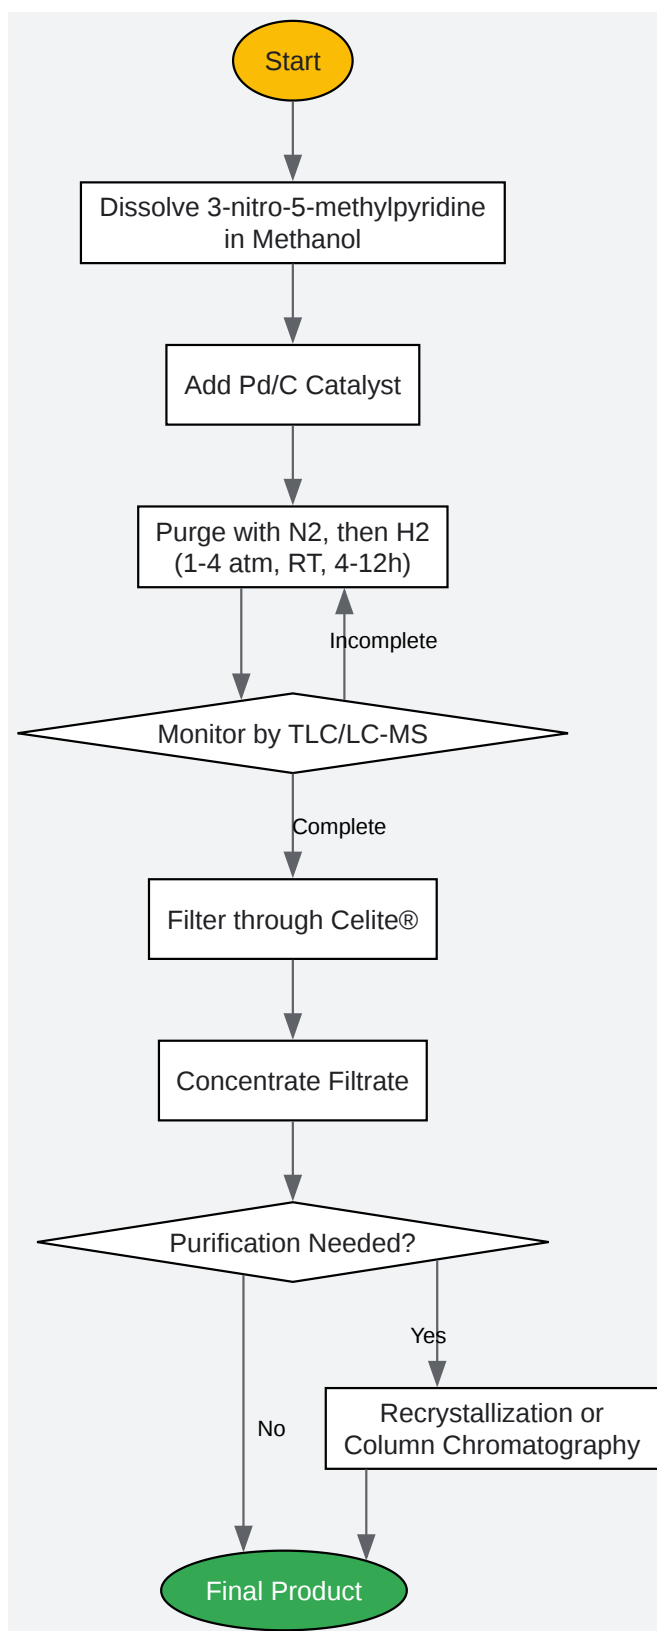 Start
Dissolve 3-nitro-5-methylpyridine
in Methanol
Add Pd/C Catalyst
Purge with N2, then H2
(1-4 atm, RT, 4-12h)
Incomplete
Monitor by TLC/LC-MS
Complete
Filter through Celite®
Concentrate Filtrate
Purification Needed?
Yes
Recrystallization or
Column Chromatography
No
Final Product